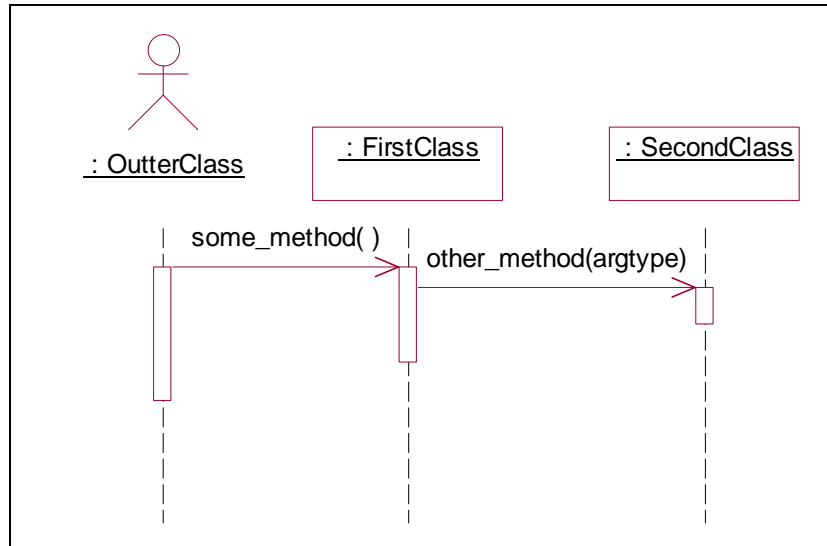 : OutterClass
: FirstClass
: SecondClass
some_method( )
other_method(argtype)